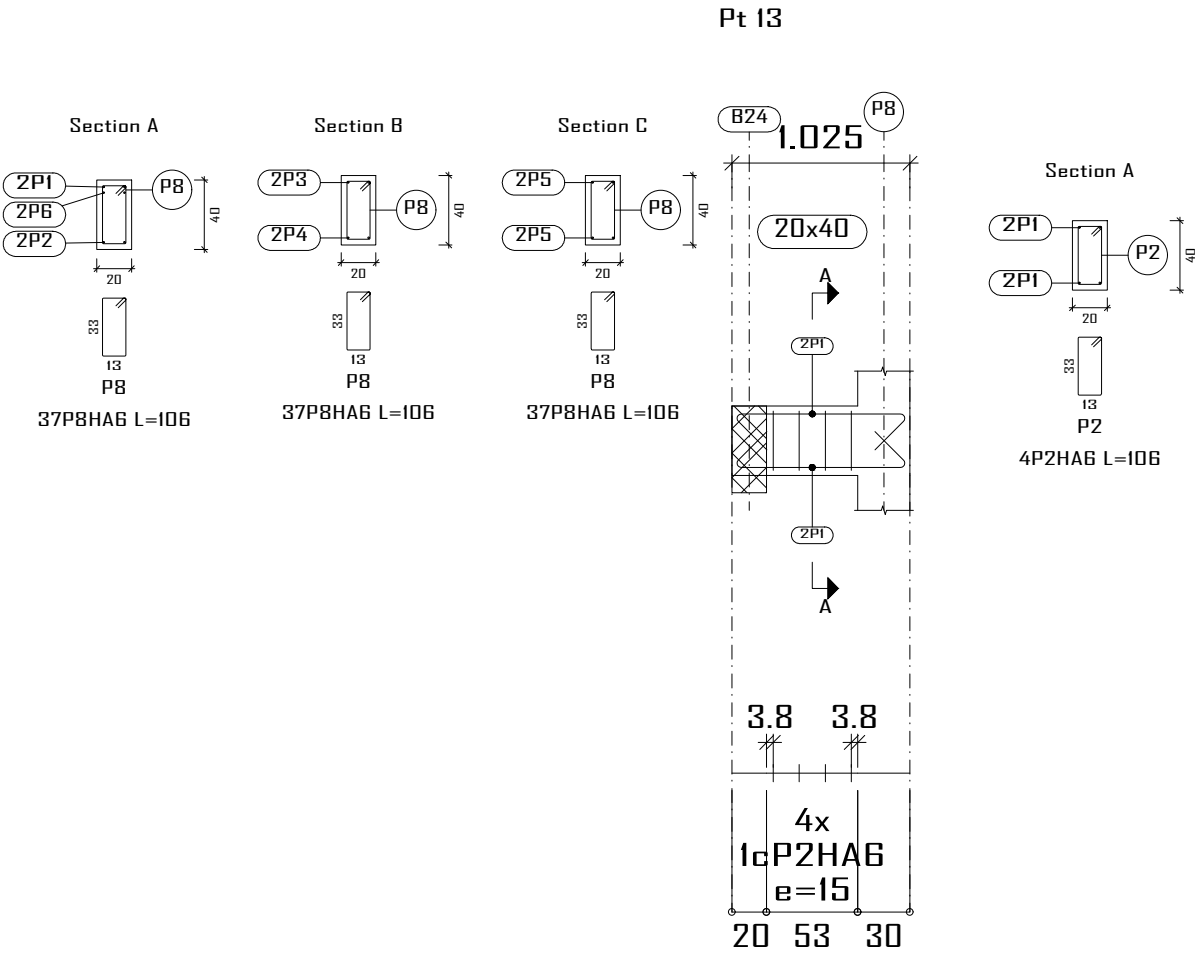 Pt 13
Section A
2P1
2P6
2P2
P8
40
20
33
13
P8
37P8HA6 L=106
Section B
2P3
2P4
P8
40
20
33
13
P8
37P8HA6 L=106
Section C
2P5
2P5
P8
40
20
33
13
P8
37P8HA6 L=106
B24
P8
1.025
20x40
A
2P1
2P1
A
3.8
3.8
4x
1cP2HA6
e=15
20
53
30
Section A
2P1
2P1
P2
40
20
33
13
P2
4P2HA6 L=106